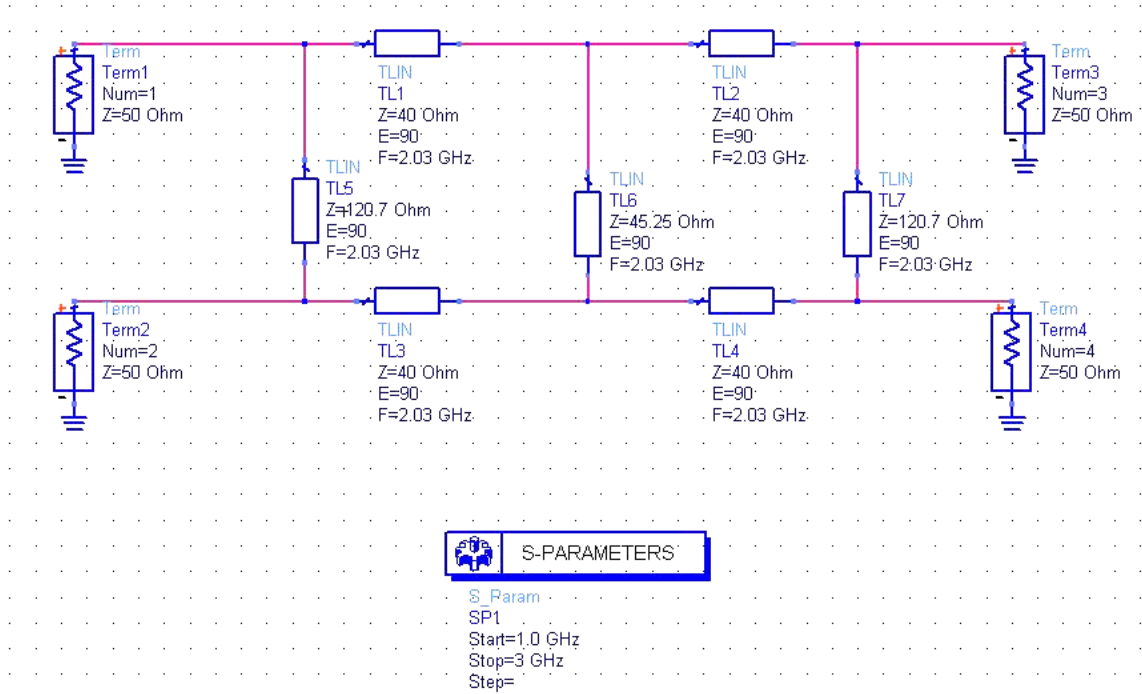 Term
Term1
Num=1
Z=50 Ohm
TLIN
TL1
Z=40 Ohm
E=90
F=2.03 GHz
TLIN
TL2
Z=40 Ohm
E=90
F=2.03 GHz
Term
Term3
Num=3
Z=50 Ohm
TLIN
TL5
Z=120.7 Ohm
E=90
F=2.03 GHz
TLIN
TL6
Z=45.25 Ohm
E=90
F=2.03 GHz
TLIN
TL7
Z=120.7 Ohm
E=90
F=2.03 GHz
Term
Term2
Num=2
Z=50 Ohm
TLIN
TL3
Z=40 Ohm
E=90
F=2.03 GHz
TLIN
TL4
Z=40 Ohm
E=90
F=2.03 GHz
Term
Term4
Num=4
Z=50 Ohm
S-PARAMETERS
S_Param
SP1
Start=1.0 GHz
Stop=3 GHz
Step=